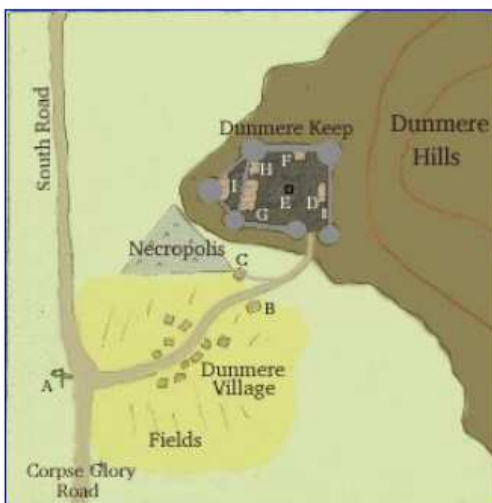 South Road
Dunmere Keep
Dunmere
Hills
F
H
I
E
D
G
Necropolis
C
B
A
Dunmere
Village
Fields
Corpse Glory
Road